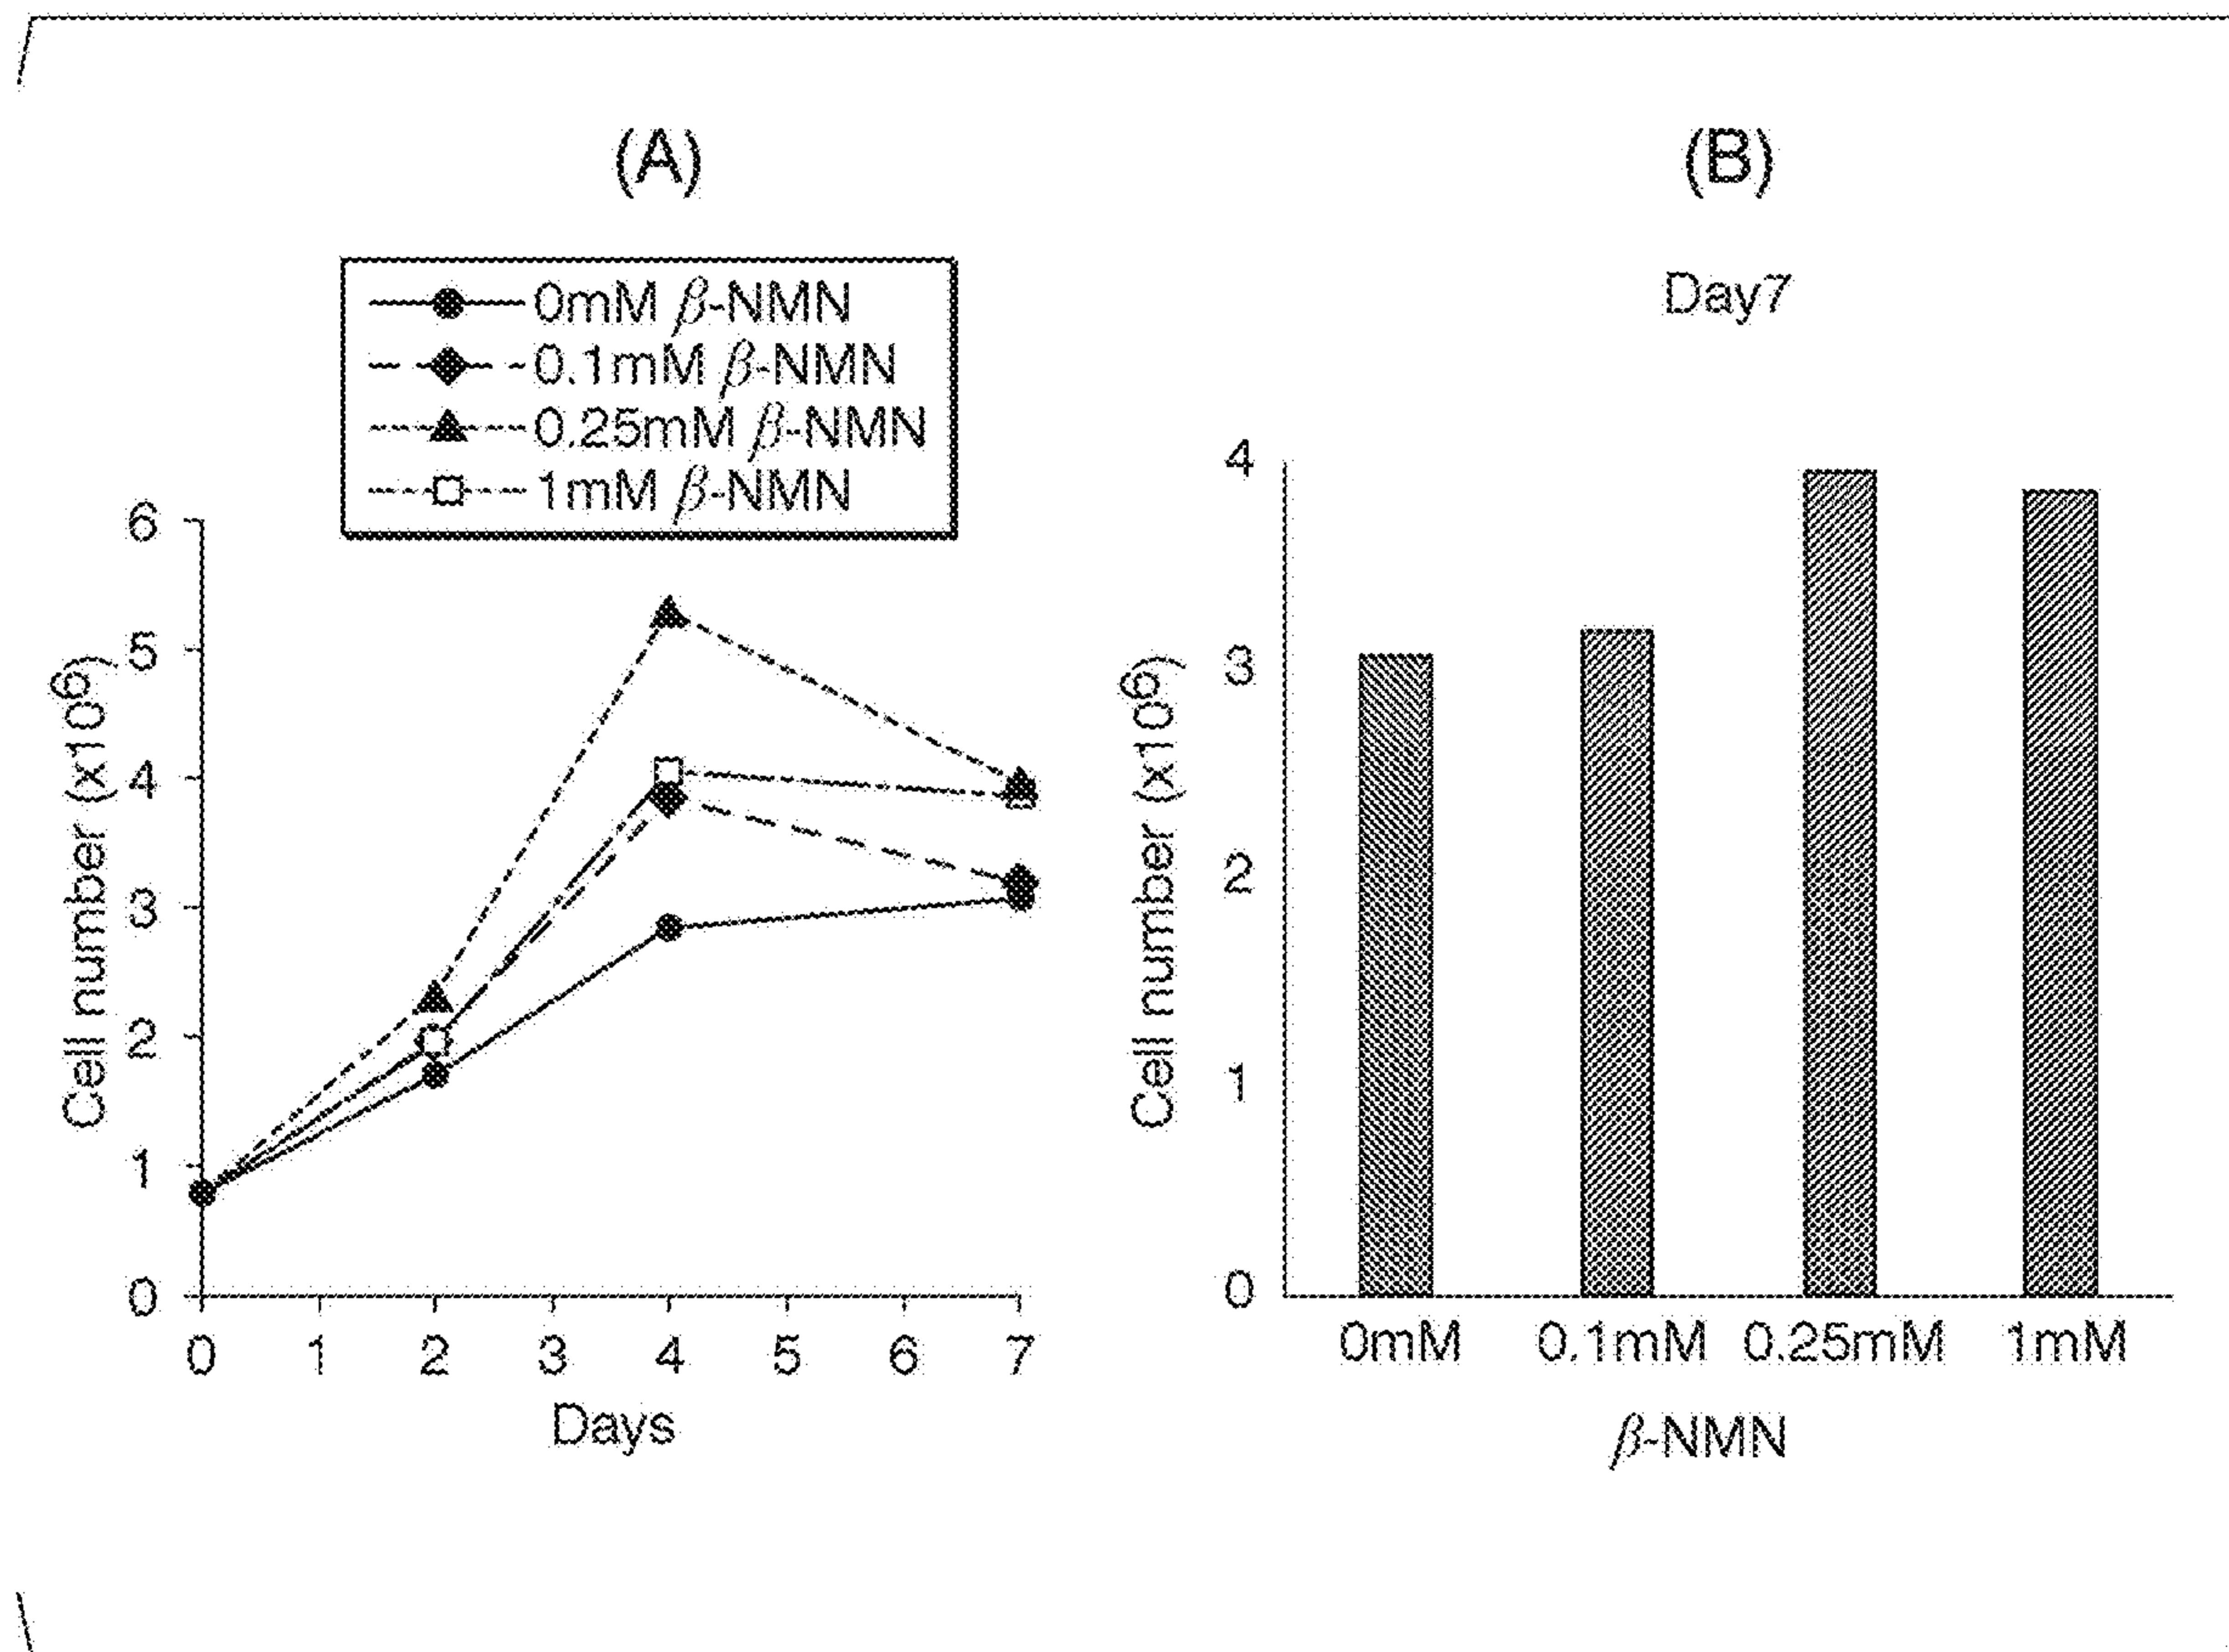 (A)
0mM β-NMN
0.1mM β-NMN
0.25mM β-NMN
1mM β-NMN
Cell number (x10⁶)
6
5
4
3
2
1
0
0 1 2 3 4 5 6 7
Days
(B)
Day7
Cell number (x10⁶)
4
3
2
1
0
0mM 0.1mM 0.25mM 1mM
β-NMN